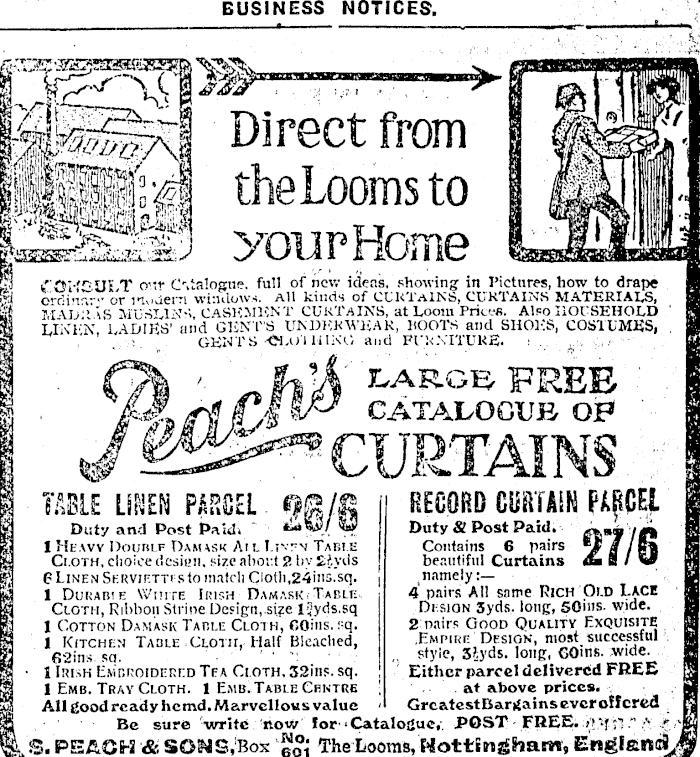 BUSINESS NOTICES.
Direct from
the Looms to
your Home
CONSULT our Catalogue, full of new ideas, showing in Pictures, how to drape
ordinary or modern windows. All kinds of CURTAINS, CURTAINS MATERIALS,
MADRAS MUSLINS, CASEMENT CURTAINS, at Loom Prices. Also HOUSEHOLD
LINEN, LADIES' and GENT'S UNDERWEAR, BOOTS and SHOES, COSTUMES,
GENT'S CLOTHING and FURNITURE.
Peach's
LARGE FREE
CATALOGUE OF
CURTAINS
TABLE LINEN PARCEL
Duty and Post Paid. 26/6
1 HEAVY DOUBLE DAMASK ALL LINEN TABLE
CLOTH, choice design, size about 2 by 2½yds
6 LINEN SERVIETTES to match Cloth, 24ins. sq.
1 DURABLE WHITE IRISH DAMASK TABLE
CLOTH, Ribbon Stripe Design, size 1¾yds.sq
1 COTTON DAMASK TABLE CLOTH, 60ins. sq.
1 KITCHEN TABLE CLOTH, Half Bleached,
62ins. sq.
1 IRISH EMBROIDERED TEA CLOTH, 32ins. sq.
1 EMB. TRAY CLOTH. 1 EMB. TABLE CENTRE
All good ready hemd. Marvellous value
RECORD CURTAIN PARCEL
Duty & Post Paid.
Contains 6 pairs
beautiful Curtains
namely:—
27/6
4 pairs All same RICH OLD LACE
DESIGN 3yds. long, 50ins. wide.
2 pairs GOOD QUALITY EXQUISITE
EMPIRE DESIGN, most successful
style, 3½yds. long, 60ins. wide.
Either parcel delivered FREE
at above prices.
Greatest Bargains ever offered
Be sure write now for Catalogue, POST FREE.
S. PEACH & SONS, Box No. 601 The Looms, Nottingham, England